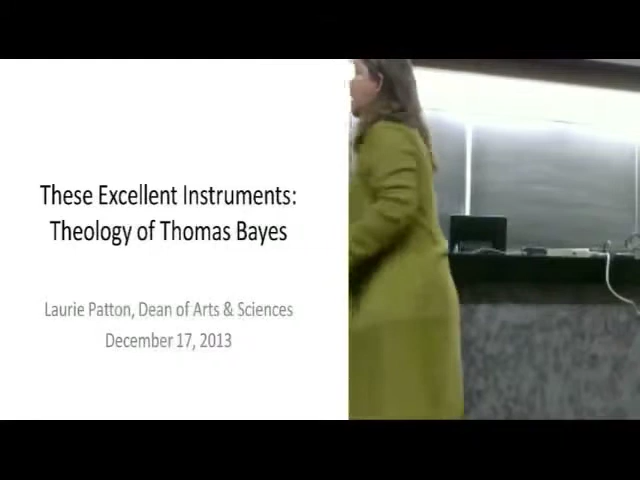 These Excellent Instruments:
Theology of Thomas Bayes
Laurie Patton, Dean of Arts & Sciences
December 17, 2013